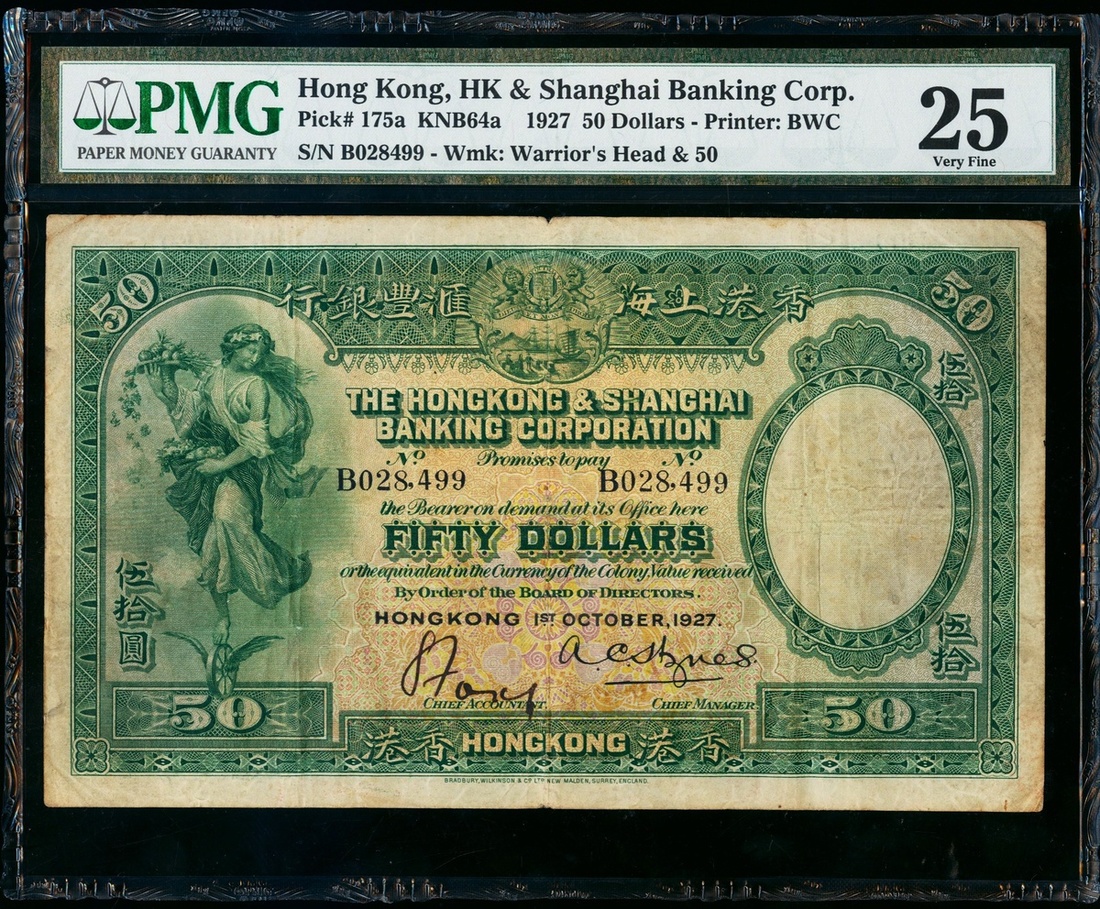 PMG
PAPER MONEY GUARANTY
Hong Kong, HK & Shanghai Banking Corp.
Pick# 175a KNB64a 1927 50 Dollars - Printer: BWC
S/N B028499 - Wmk: Warrior's Head & 50
25
Very Fine
50
行銀豐滙 海上港香
50
THE HONGKONG & SHANGHAI
BANKING CORPORATION
伍拾
No. Promises to pay No.
B028,499 B028,499
the Bearer on demand at its Office here
FIFTY DOLLARS
or the equivalent in the Currency of the Colony, Value received
By Order of the BOARD OF DIRECTORS.
伍拾圓
HONGKONG 1ST OCTOBER, 1927.
伍拾
A.C. Hynes.
CHIEF ACCOUNTANT. CHIEF MANAGER.
50 50
港香 HONGKONG 港香
BRADBURY, WILKINSON & CO LTD NEW MALDEN, SURREY, ENGLAND.